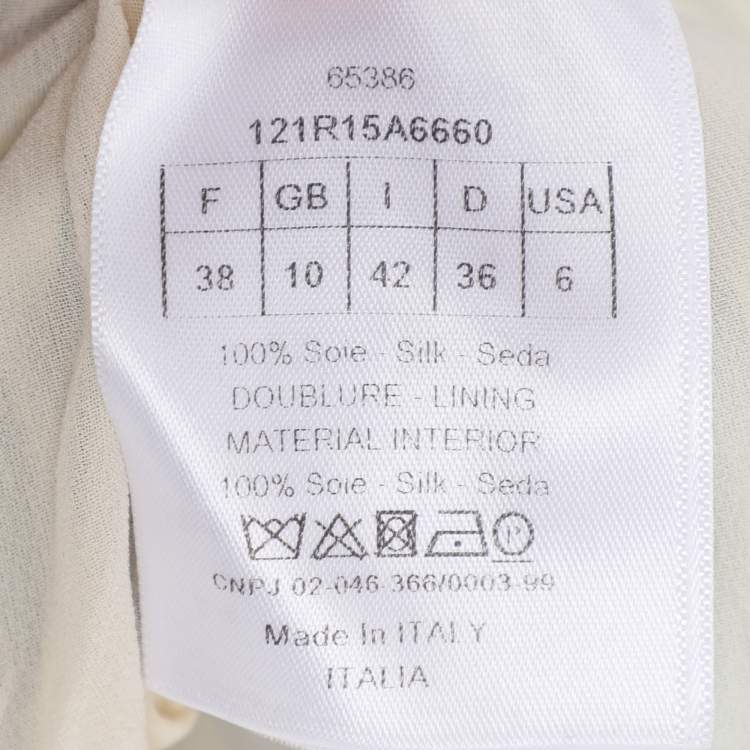 65386
121R15A6660
F GB I D USA
38 10 42 36 6
100% Soie - Silk - Seda
DOUBLURE - LINING
MATERIAL INTERIOR
100% Soie - Silk - Seda
P
CNPJ 02-046-366/0003-99
Made In ITALY
ITALIA